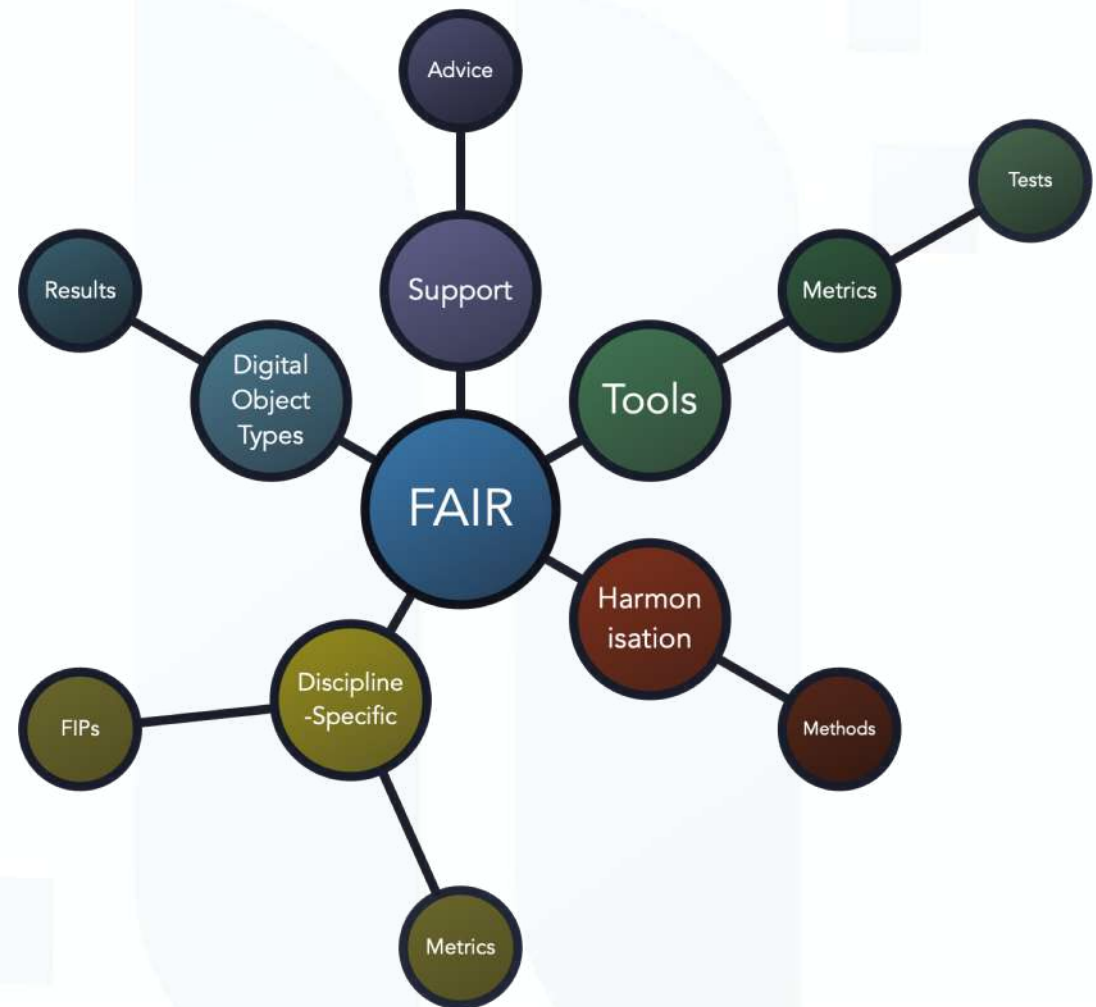 Advice
Tests
Results
Support
Metrics
Digital
Object
Types
Tools
FAIR
Harmon
isation
Discipline
-Specific
FIPs
Methods
Metrics